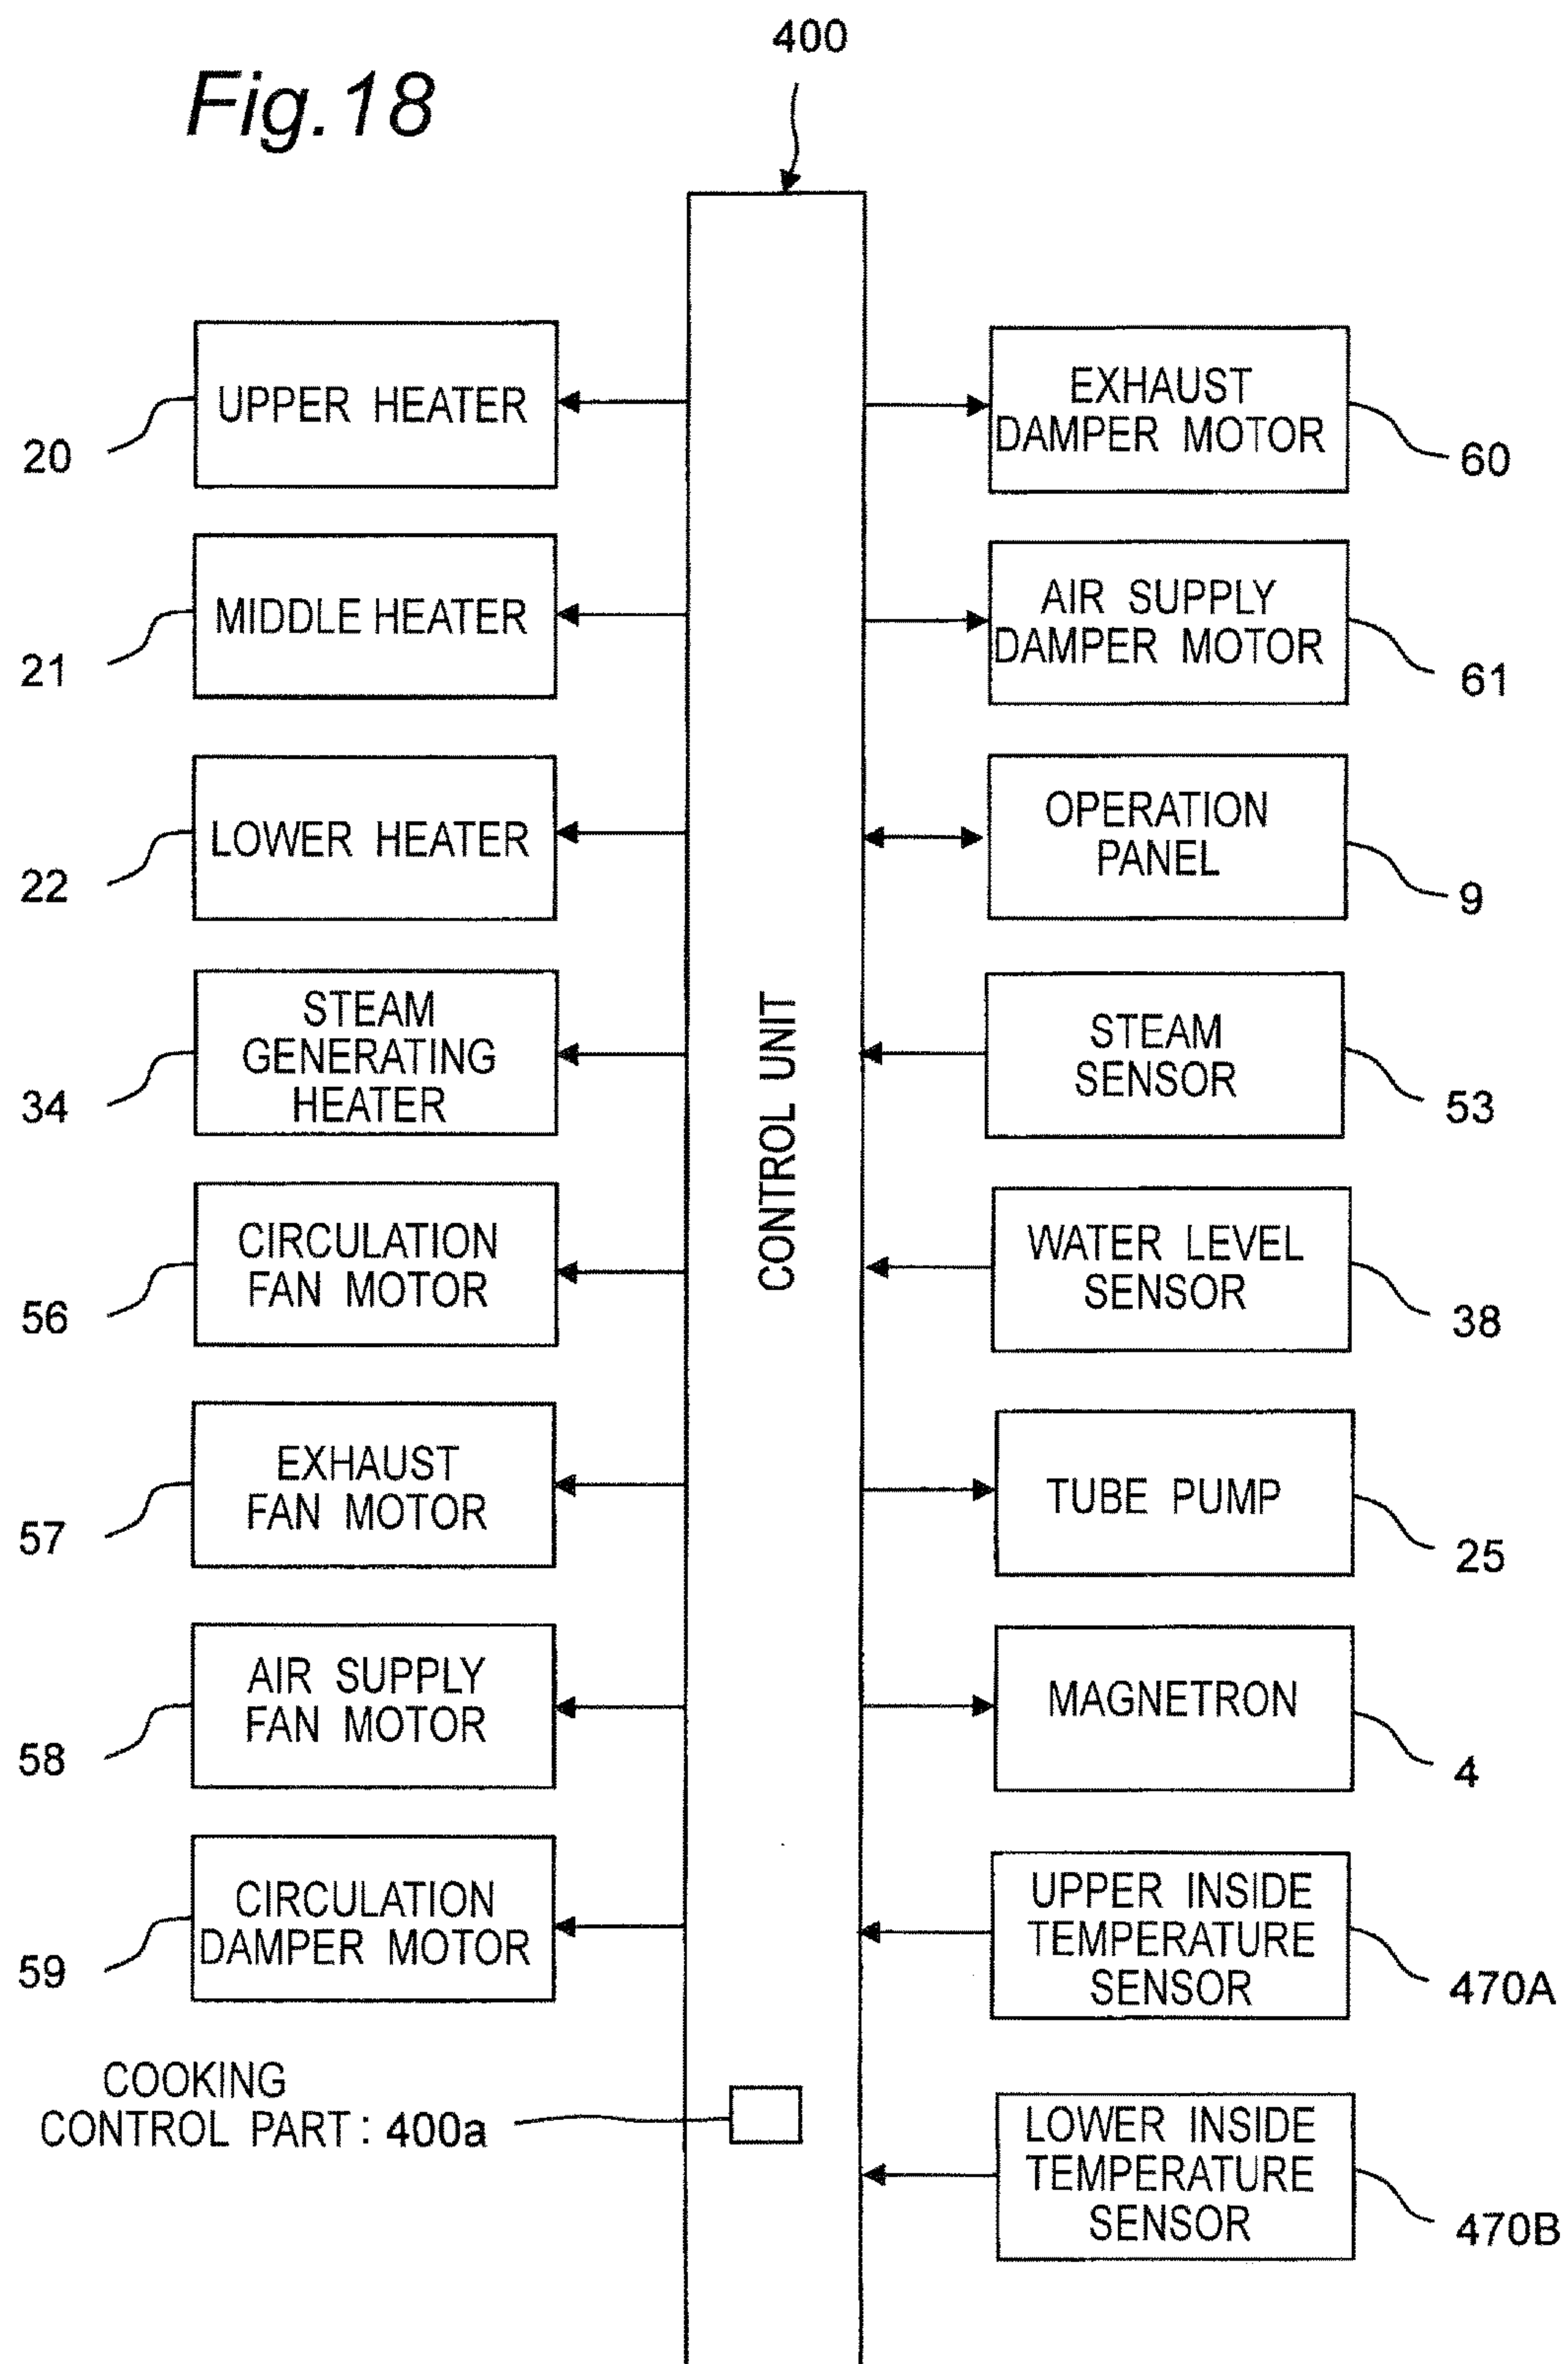 400
Fig.18
UPPER HEATER
20
MIDDLE HEATER
21
LOWER HEATER
22
STEAM
GENERATING
HEATER
34
CIRCULATION
FAN MOTOR
56
EXHAUST
FAN MOTOR
57
AIR SUPPLY
FAN MOTOR
58
CIRCULATION
DAMPER MOTOR
59
COOKING
CONTROL PART: 400a
CONTROL UNIT
EXHAUST
DAMPER MOTOR
60
AIR SUPPLY
DAMPER MOTOR
61
OPERATION
PANEL
9
STEAM
SENSOR
53
WATER LEVEL
SENSOR
38
TUBE PUMP
25
MAGNETRON
4
UPPER INSIDE
TEMPERATURE
SENSOR
470A
LOWER INSIDE
TEMPERATURE
SENSOR
470B